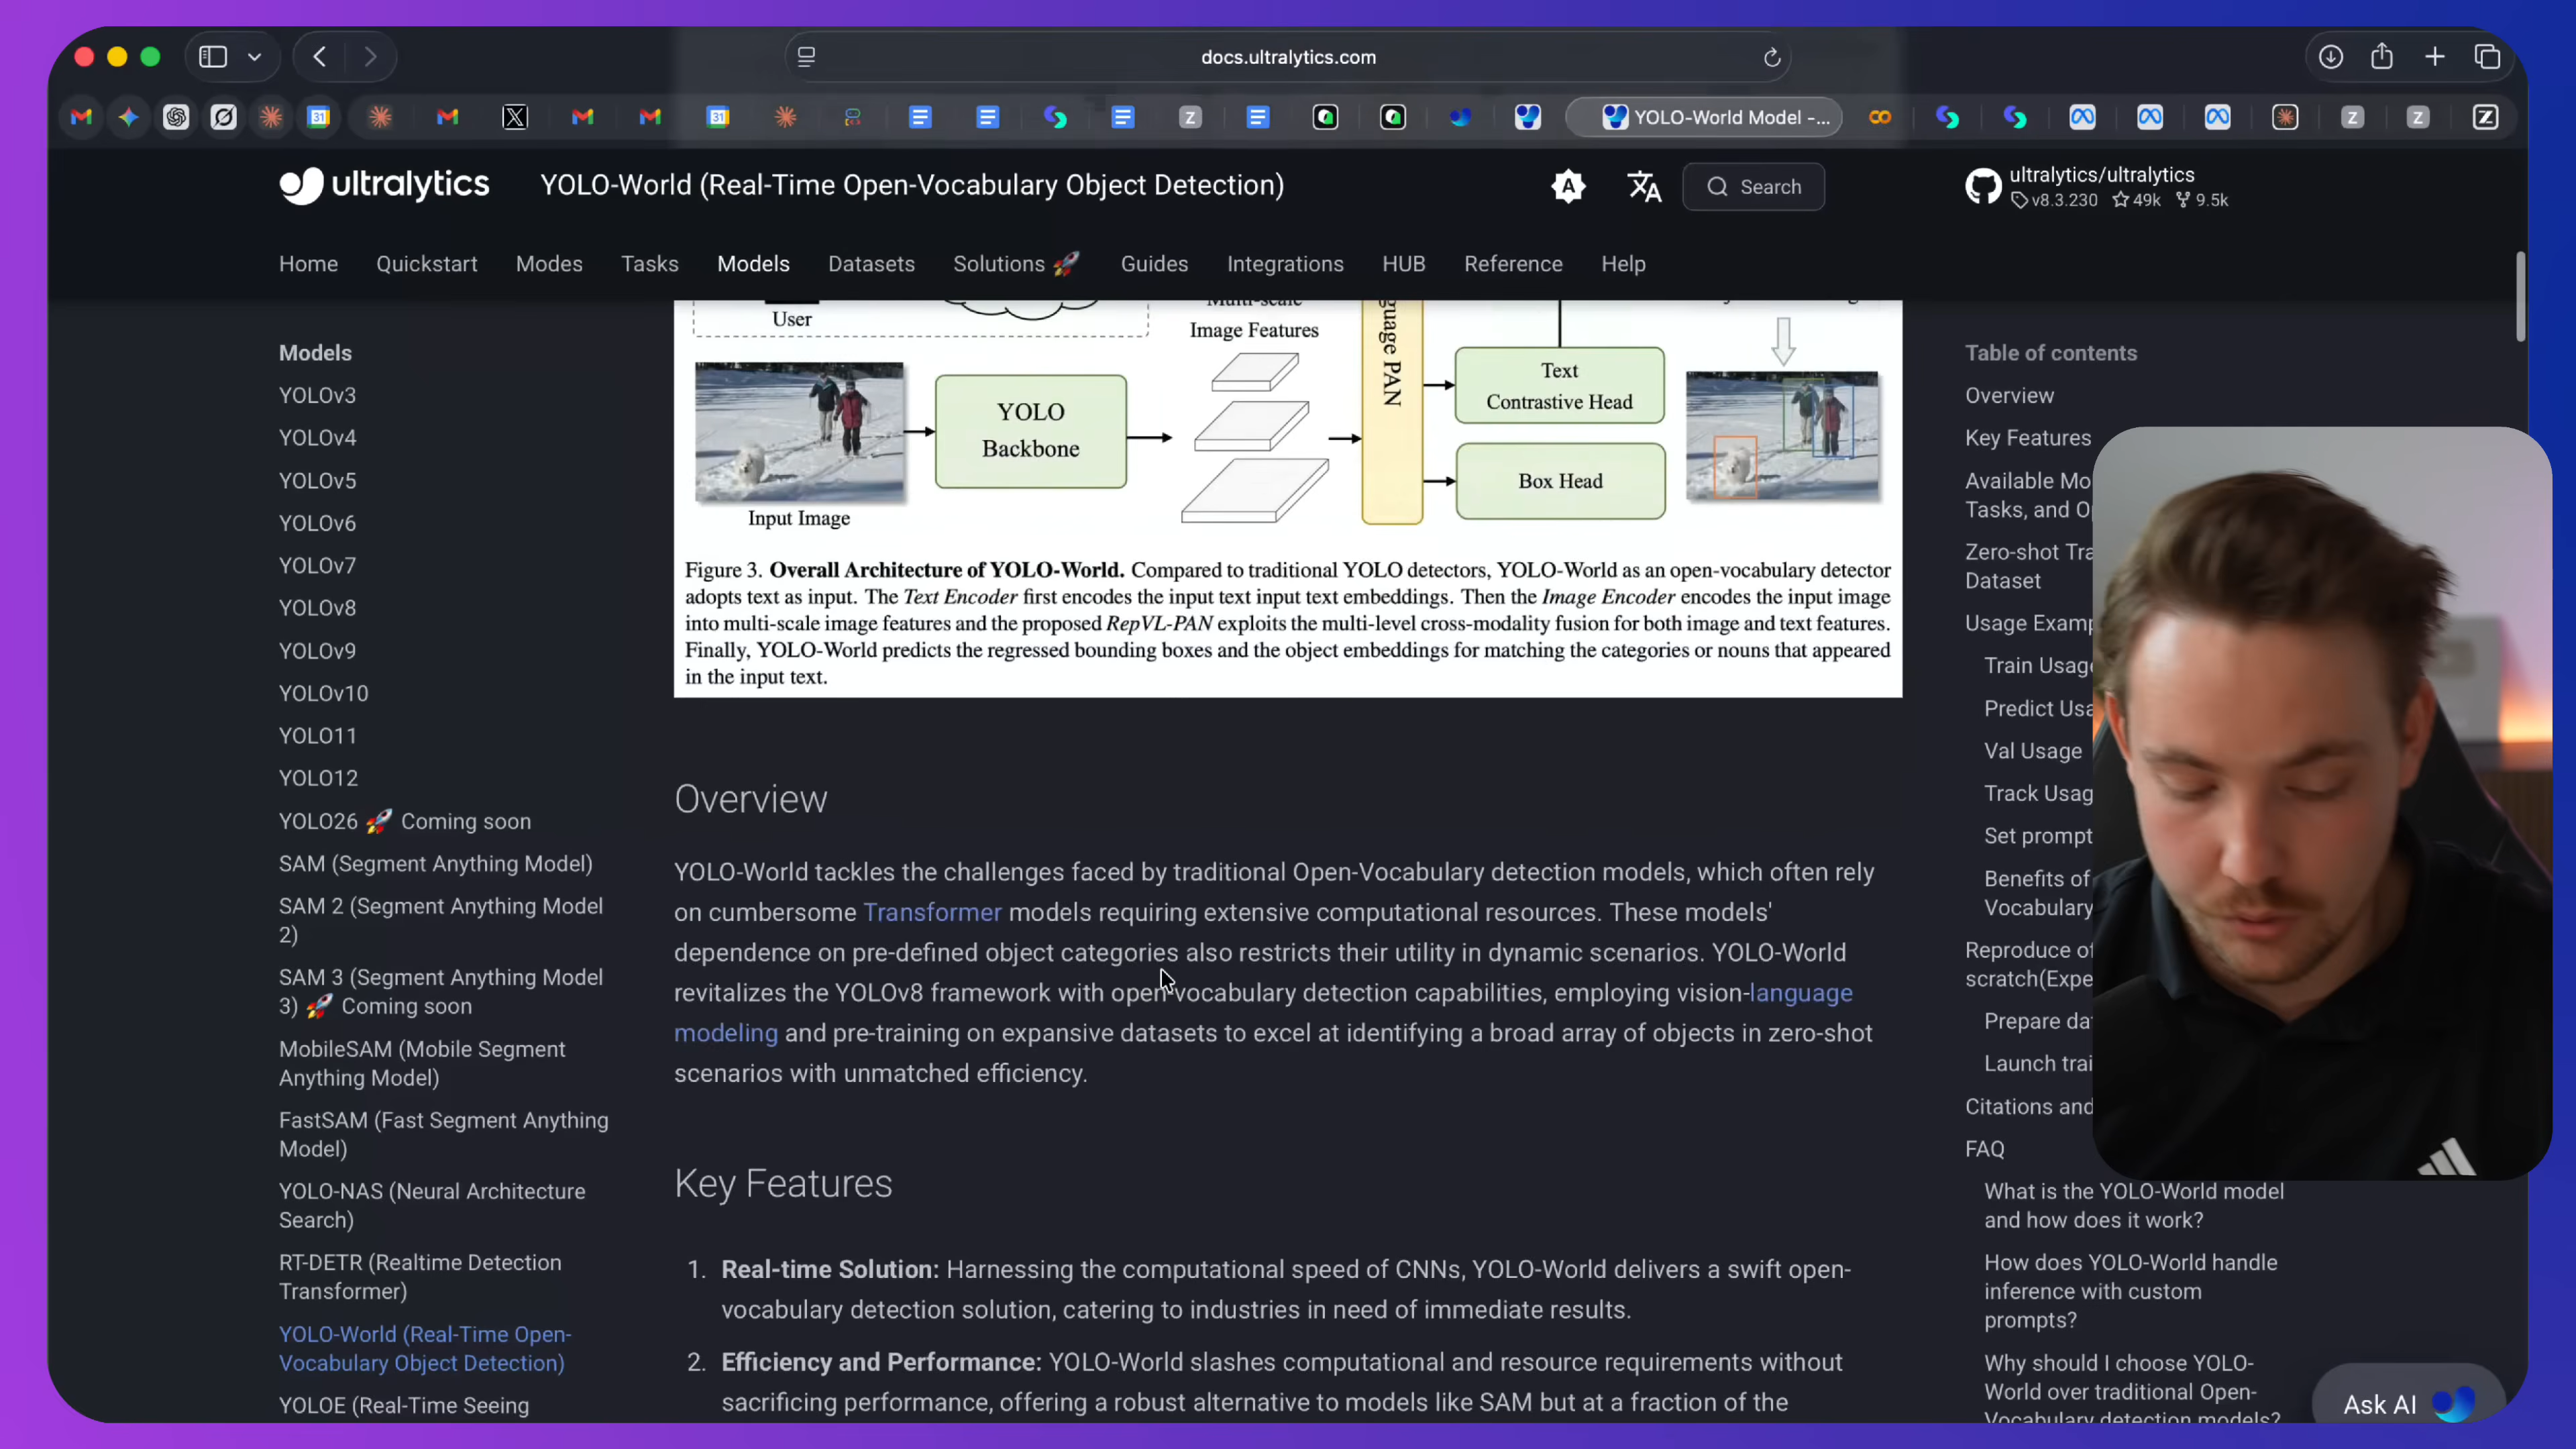 docs.ultralytics.com
31
31
YOLO-World Model -...
ultralytics
YOLO-World (Real-Time Open-Vocabulary Object Detection)
Search
ultralytics/ultralytics
v8.3.230 49k 9.5k
Home Quickstart Modes Tasks Models Datasets Solutions 🚀 Guides Integrations HUB Reference Help
Models
YOLOv3
YOLOv4
YOLOv5
YOLOv6
YOLOv7
YOLOv8
YOLOv9
YOLOv10
YOLO11
YOLO12
YOLO26 🚀 Coming soon
SAM (Segment Anything Model)
SAM 2 (Segment Anything Model
2)
SAM 3 (Segment Anything Model
3) 🚀 Coming soon
MobileSAM (Mobile Segment
Anything Model)
FastSAM (Fast Segment Anything
Model)
YOLO-NAS (Neural Architecture
Search)
RT-DETR (Realtime Detection
Transformer)
YOLO-World (Real-Time Open-
Vocabulary Object Detection)
YOLOE (Real-Time Seeing
User
Multi-scale
Image Features
PAN
YOLO
Backbone
Text
Contrastive Head
Box Head
Input Image
Figure 3. Overall Architecture of YOLO-World. Compared to traditional YOLO detectors, YOLO-World as an open-vocabulary detector
adopts text as input. The Text Encoder first encodes the input text input text embeddings. Then the Image Encoder encodes the input image
into multi-scale image features and the proposed RepVL-PAN exploits the multi-level cross-modality fusion for both image and text features.
Finally, YOLO-World predicts the regressed bounding boxes and the object embeddings for matching the categories or nouns that appeared
in the input text.
Overview
YOLO-World tackles the challenges faced by traditional Open-Vocabulary detection models, which often rely
on cumbersome Transformer models requiring extensive computational resources. These models'
dependence on pre-defined object categories also restricts their utility in dynamic scenarios. YOLO-World
revitalizes the YOLOv8 framework with open-vocabulary detection capabilities, employing vision-language
modeling and pre-training on expansive datasets to excel at identifying a broad array of objects in zero-shot
scenarios with unmatched efficiency.
Key Features
1. Real-time Solution: Harnessing the computational speed of CNNs, YOLO-World delivers a swift open-
vocabulary detection solution, catering to industries in need of immediate results.
2. Efficiency and Performance: YOLO-World slashes computational and resource requirements without
sacrificing performance, offering a robust alternative to models like SAM but at a fraction of the
Table of contents
Overview
Key Features
Available Mo
Tasks, and O
Zero-shot Tra
Dataset
Usage Examp
Train Usage
Predict Usa
Val Usage
Track Usag
Set prompt
Benefits of
Vocabulary
Reproduce of
scratch(Expe
Prepare da
Launch trai
Citations and
FAQ
What is the YOLO-World model
and how does it work?
How does YOLO-World handle
inference with custom
prompts?
Why should I choose YOLO-
World over traditional Open-
Vocabulary detection models?
Ask AI